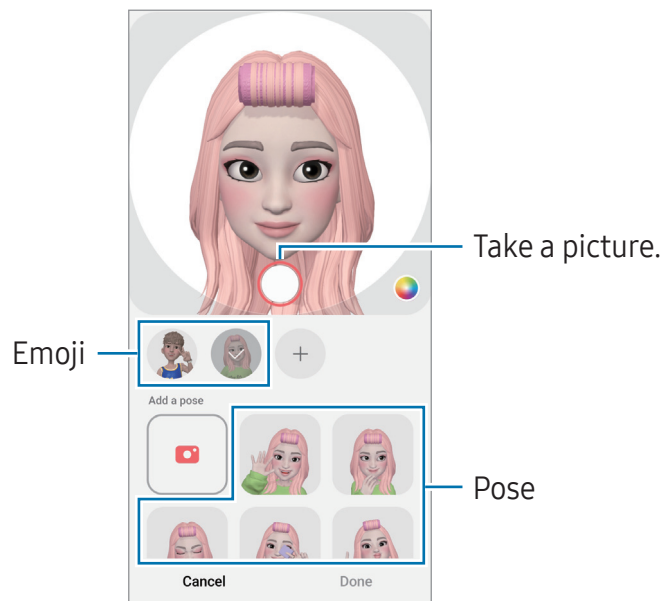 Take a picture.
Emoji
Add a pose
Pose
Cancel
Done